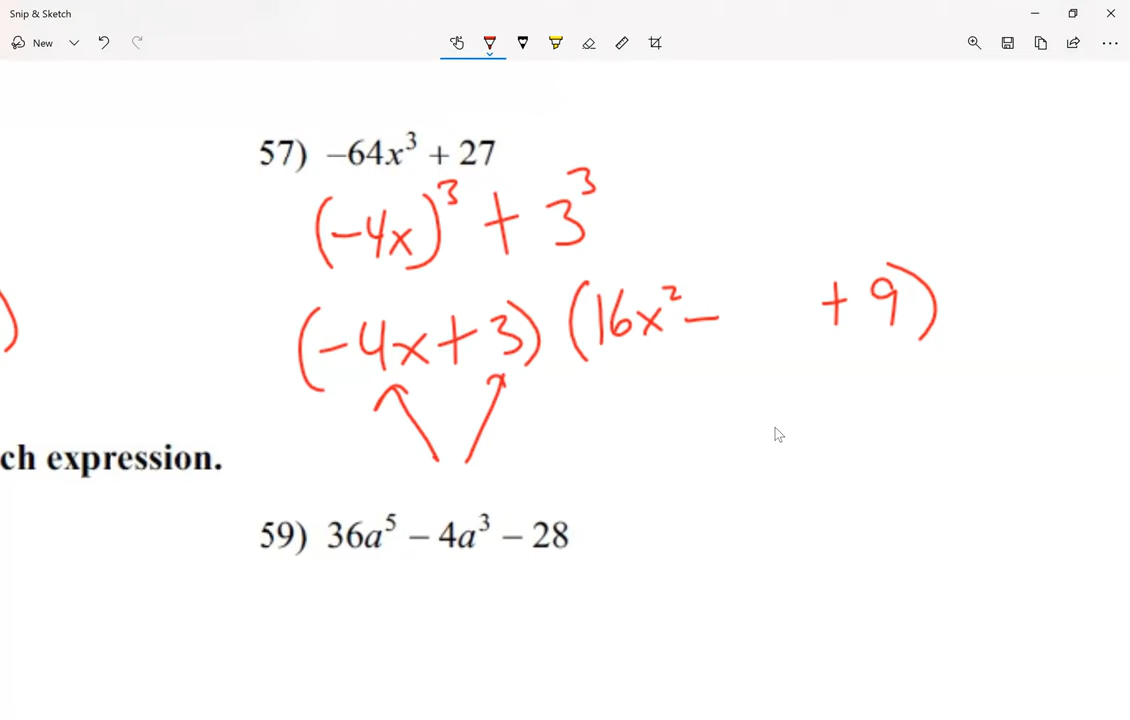 Snip & Sketch
New
57) −64x³ + 27
(−4x)³ + 3³
)
(−4x+3) (16x² −  + 9)
ch expression.
59) 36a⁵ − 4a³ − 28